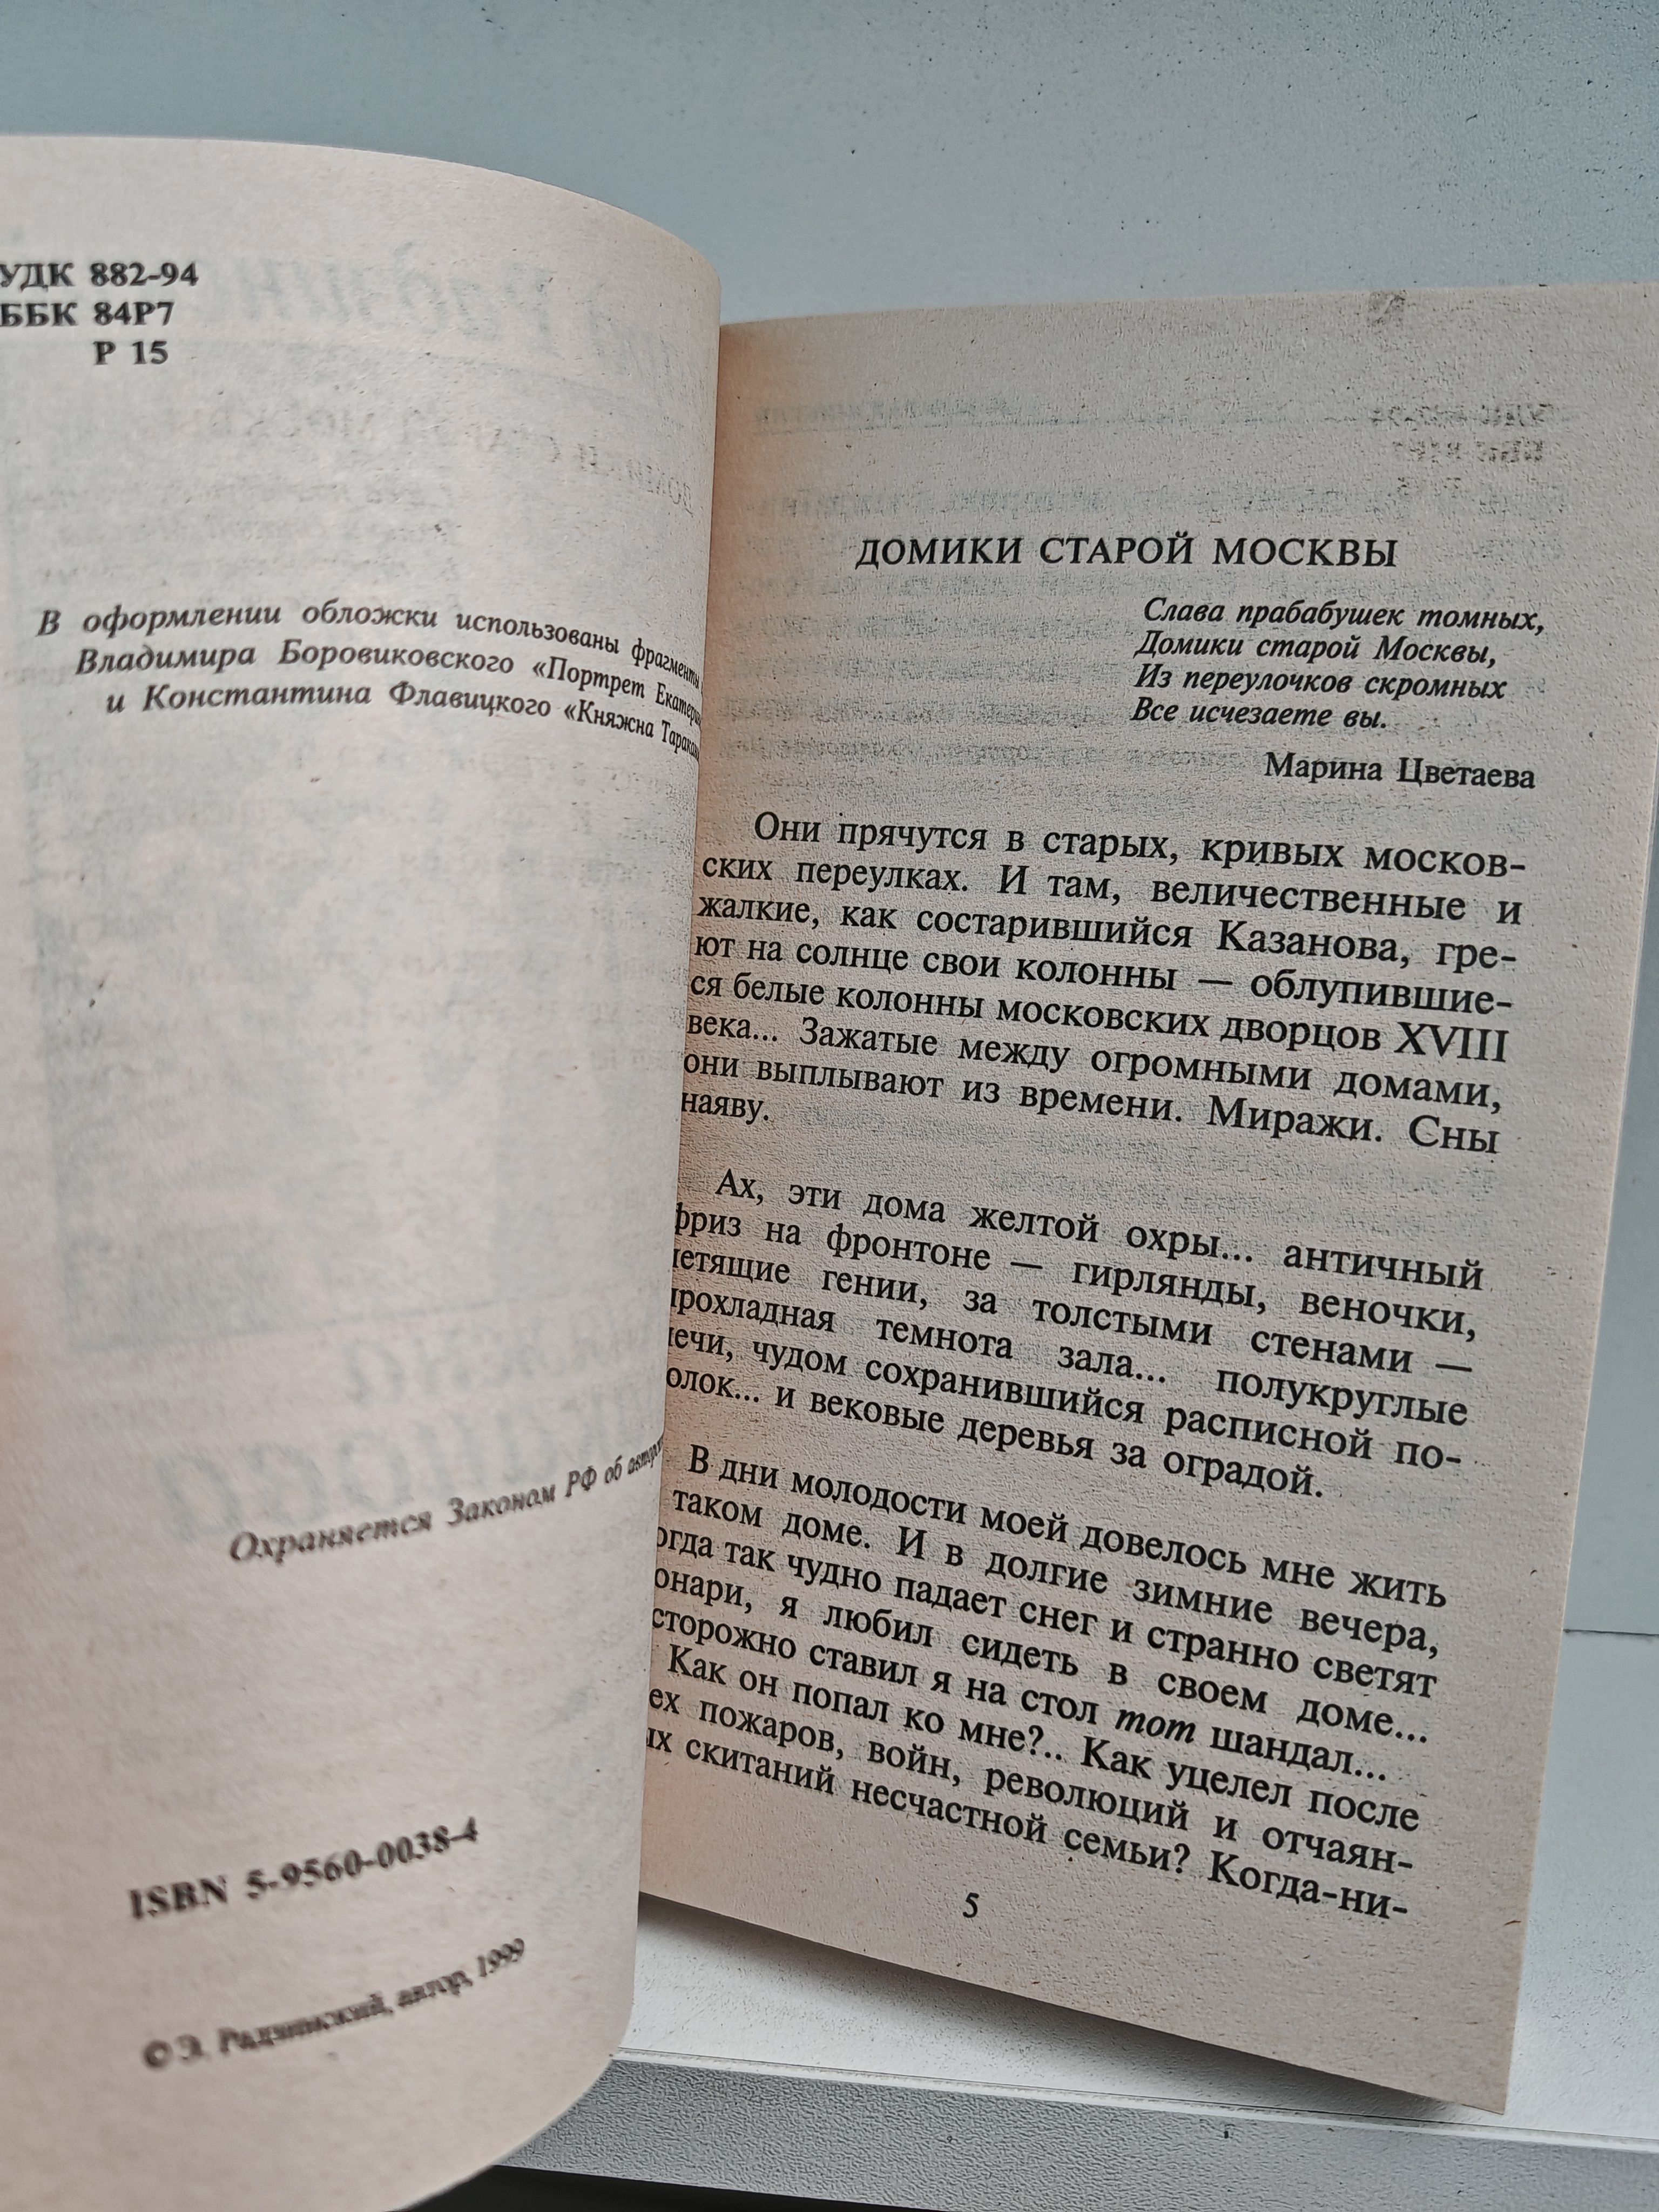 УДК 882-94
ББК 84Р7
Р 15
В оформлении обложки использованы фрагменты
Владимира Боровиковского «Портрет
и Константина Флавицкого «Княжна
Охраняется Законом РФ об
ISBN 5-9560-0038-4
© Э. Радзинский, автор, 1999
ДОМИКИ СТАРОЙ МОСКВЫ
Слава прабабушек томных,
Домики старой Москвы,
Из переулочков скромных
Все исчезаете вы.
Марина Цветаева
Они прячутся в старых, кривых москов-
ских переулках. И там, величественные и
жалкие, как состарившийся Казанова, гре-
ют на солнце свои колонны — облупившие-
ся белые колонны московских дворцов XVIII
века... Зажатые между огромными домами,
они выплывают из времени. Миражи. Сны
наяву.
Ах, эти дома желтой охры... античный
фриз на фронтоне — гирлянды, веночки,
летящие гении, за толстыми стенами —
прохладная темнота зала... полукруглые
печи, чудом сохранившийся расписной по-
олок... и вековые деревья за оградой.
В дни молодости моей довелось мне жить
таком доме. И в долгие зимние вечера,
огда так чудно падает снег и странно светят
онари, я любил сидеть в своем доме...
сторожно ставил я на стол тот шандал...
Как он попал ко мне?.. Как уцелел после
ех пожаров, войн, революций и отчаян-
ых скитаний несчастной семьи? Когда-ни-
5